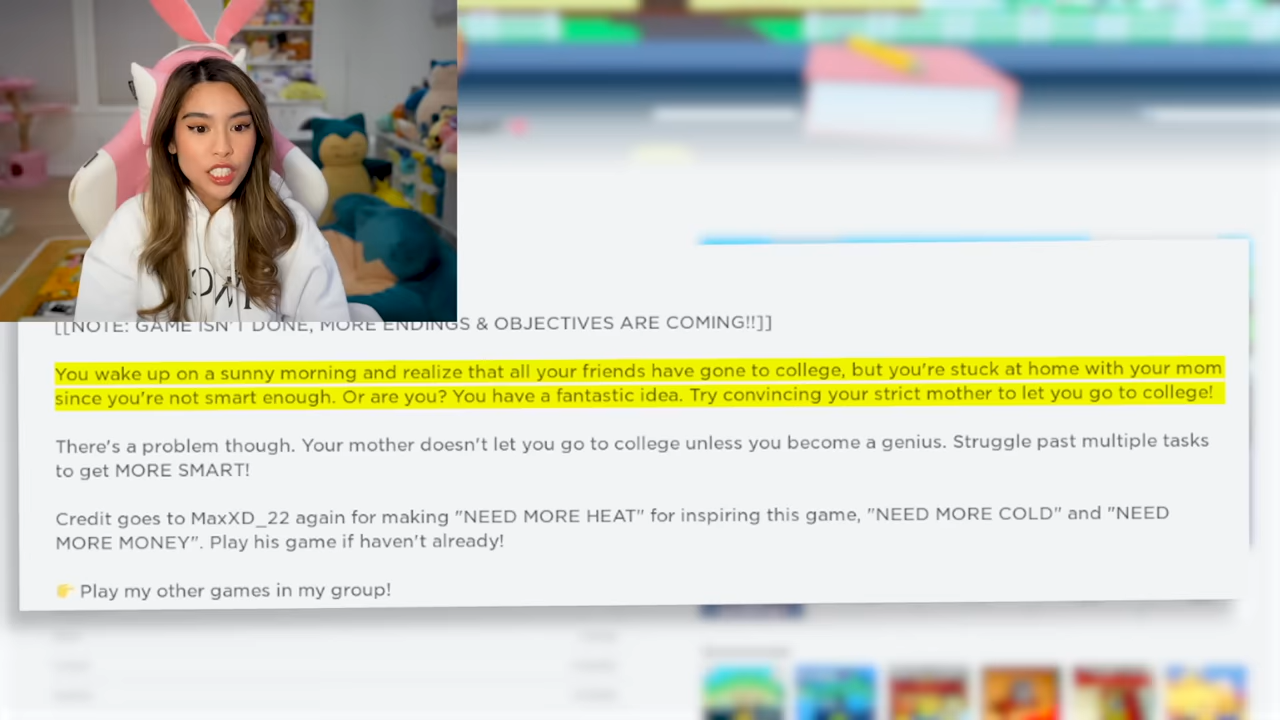 [[NOTE: GAME ISN'T DONE, MORE ENDINGS & OBJECTIVES ARE COMING!!]]
You wake up on a sunny morning and realize that all your friends have gone to college, but you're stuck at home with your mom
since you're not smart enough. Or are you? You have a fantastic idea. Try convincing your strict mother to let you go to college!
There's a problem though. Your mother doesn't let you go to college unless you become a genius. Struggle past multiple tasks
to get MORE SMART!
Credit goes to MaxXD_22 again for making "NEED MORE HEAT" for inspiring this game, "NEED MORE COLD" and "NEED
MORE MONEY". Play his game if haven't already!
👉 Play my other games in my group!